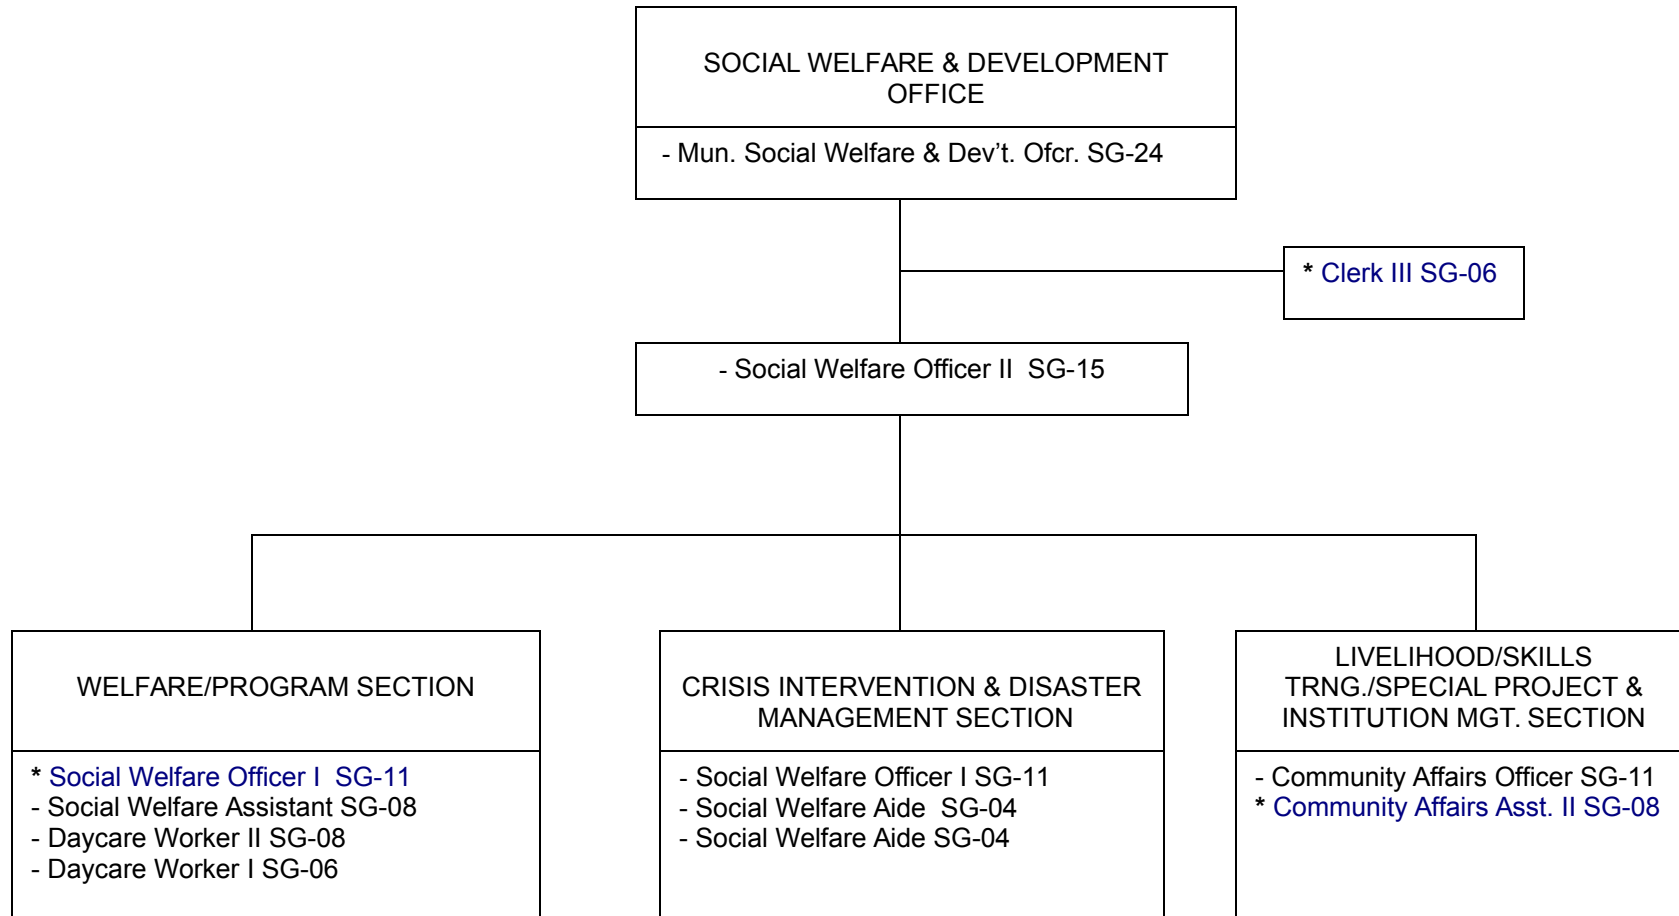 SOCIAL WELFARE & DEVELOPMENT
OFFICE
- Mun. Social Welfare & Dev’t. Ofcr. SG-24
* Clerk III SG-06
- Social Welfare Officer II  SG-15
WELFARE/PROGRAM SECTION
* Social Welfare Officer I  SG-11
- Social Welfare Assistant SG-08
- Daycare Worker II SG-08
- Daycare Worker I SG-06
CRISIS INTERVENTION & DISASTER
MANAGEMENT SECTION
- Social Welfare Officer I SG-11
- Social Welfare Aide  SG-04
- Social Welfare Aide SG-04
LIVELIHOOD/SKILLS
TRNG./SPECIAL PROJECT &
INSTITUTION MGT. SECTION
- Community Affairs Officer SG-11
* Community Affairs Asst. II SG-08